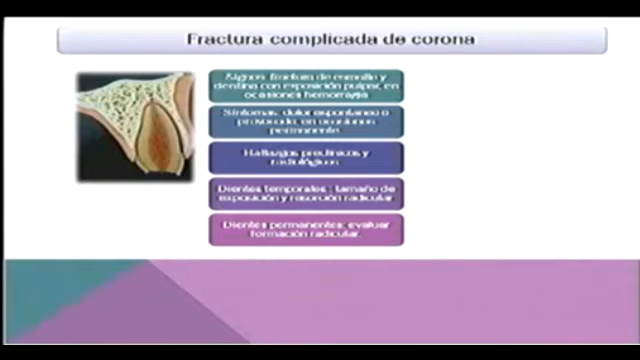 Fractura complicada de corona
Signos: fractura de esmalte y
dentina con exposición pulpar, en
ocasiones hemorragia
Síntomas: dolor espontáneo o
provocado, en ocasiones
permanente.
Hallazgos preclínicos y
radiológicos.
Dientes temporales : tamaño de
exposición y resorción radicular.
Dientes permanentes: evaluar
formación radicular.